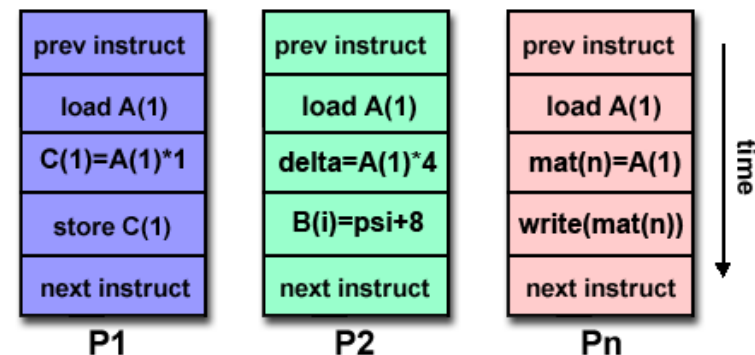 prev instruct
load A(1)
C(1)=A(1)*1
store C(1)
next instruct
P1
prev instruct
load A(1)
delta=A(1)*4
B(i)=psi+8
next instruct
P2
prev instruct
load A(1)
mat(n)=A(1)
write(mat(n))
next instruct
Pn
time